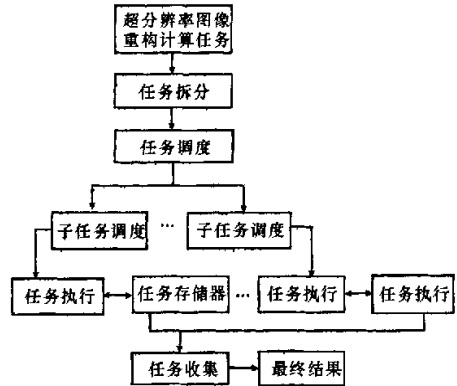 超分辨率图像
重构计算任务
任务拆分
任务调度
子任务调度 … 子任务调度
任务执行 任务存储器 … 任务执行 任务执行
任务收集 最终结果